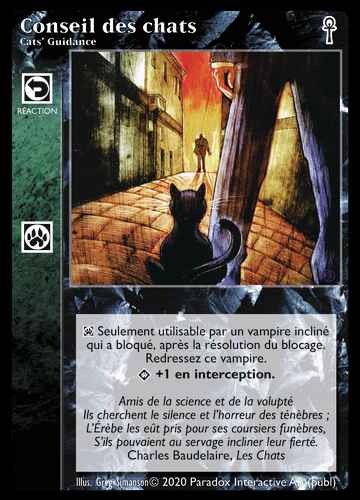 Conseil des chats
Cats' Guidance
REACTION
Seulement utilisable par un vampire incliné
qui a bloqué, après la résolution du blocage.
Redressez ce vampire.
+1 en interception.
Amis de la science et de la volupté
Ils cherchent le silence et l'horreur des ténèbres ;
L'Érèbe les eût pris pour ses coursiers funèbres,
S'ils pouvaient au servage incliner leur fierté.
Charles Baudelaire, Les Chats
Illus. Greg Simanson © 2020 Paradox Interactive AB (publ)